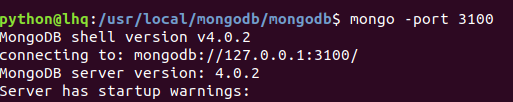 python@lhq:/usr/local/mongodb/mongodb$ mongo -port 3100
MongoDB shell version v4.0.2
connecting to: mongodb://127.0.0.1:3100/
MongoDB server version: 4.0.2
Server has startup warnings: